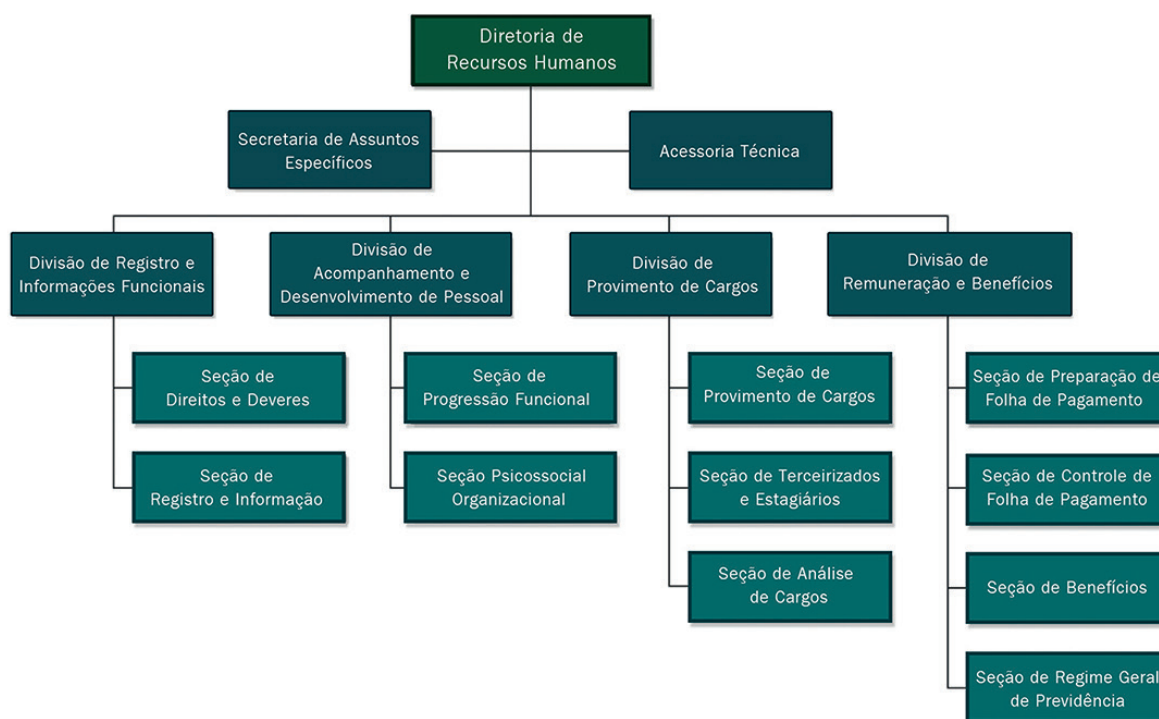 Diretoria de
Recursos Humanos
Secretaria de Assuntos
Específicos
Acessoria Técnica
Divisão de Registro e
Informações Funcionais
Divisão de
Acompanhamento e
Desenvolvimento de Pessoal
Divisão de
Provimento de Cargos
Divisão de
Remuneração e Benefícios
Seção de
Direitos e Deveres
Seção de
Registro e Informação
Seção de
Progressão Funcional
Seção Psicossocial
Organizacional
Seção de
Provimento de Cargos
Seção de Terceirizados
e Estagiários
Seção de Análise
de Cargos
Seção de Preparação de
Folha de Pagamento
Seção de Controle de
Folha de Pagamento
Seção de Benefícios
Seção de Regime Geral
de Previdência